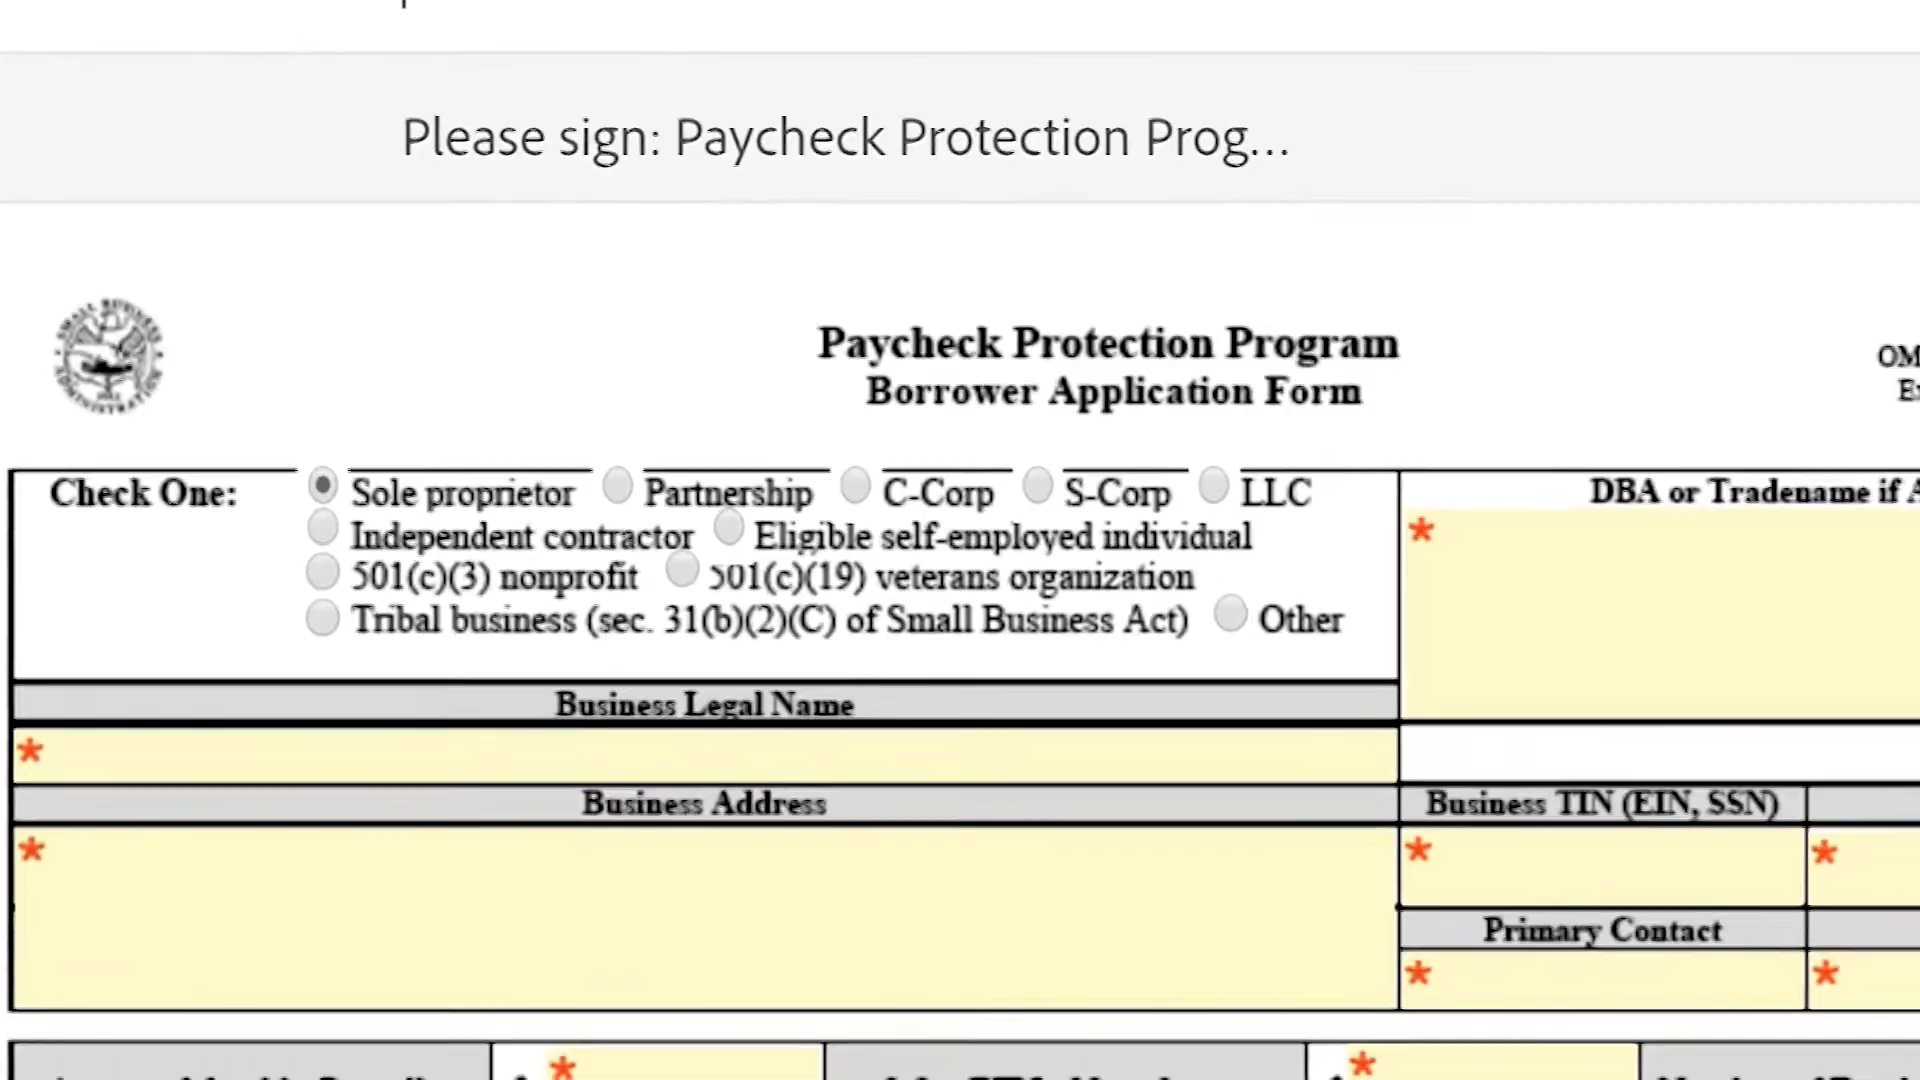 Please sign: Paycheck Protection Prog...
SMALL BUSINESS
ADMINISTRATION
Paycheck Protection Program
Borrower Application Form
OM
Check One:
Sole proprietor Partnership C-Corp S-Corp LLC
Independent contractor Eligible self-employed individual
501(c)(3) nonprofit 501(c)(19) veterans organization
Tribal business (sec. 31(b)(2)(C) of Small Business Act) Other
DBA or Tradename if A
*
Business Legal Name
*
Business Address
Business TIN (EIN, SSN)
* * *
Primary Contact
* *
* *